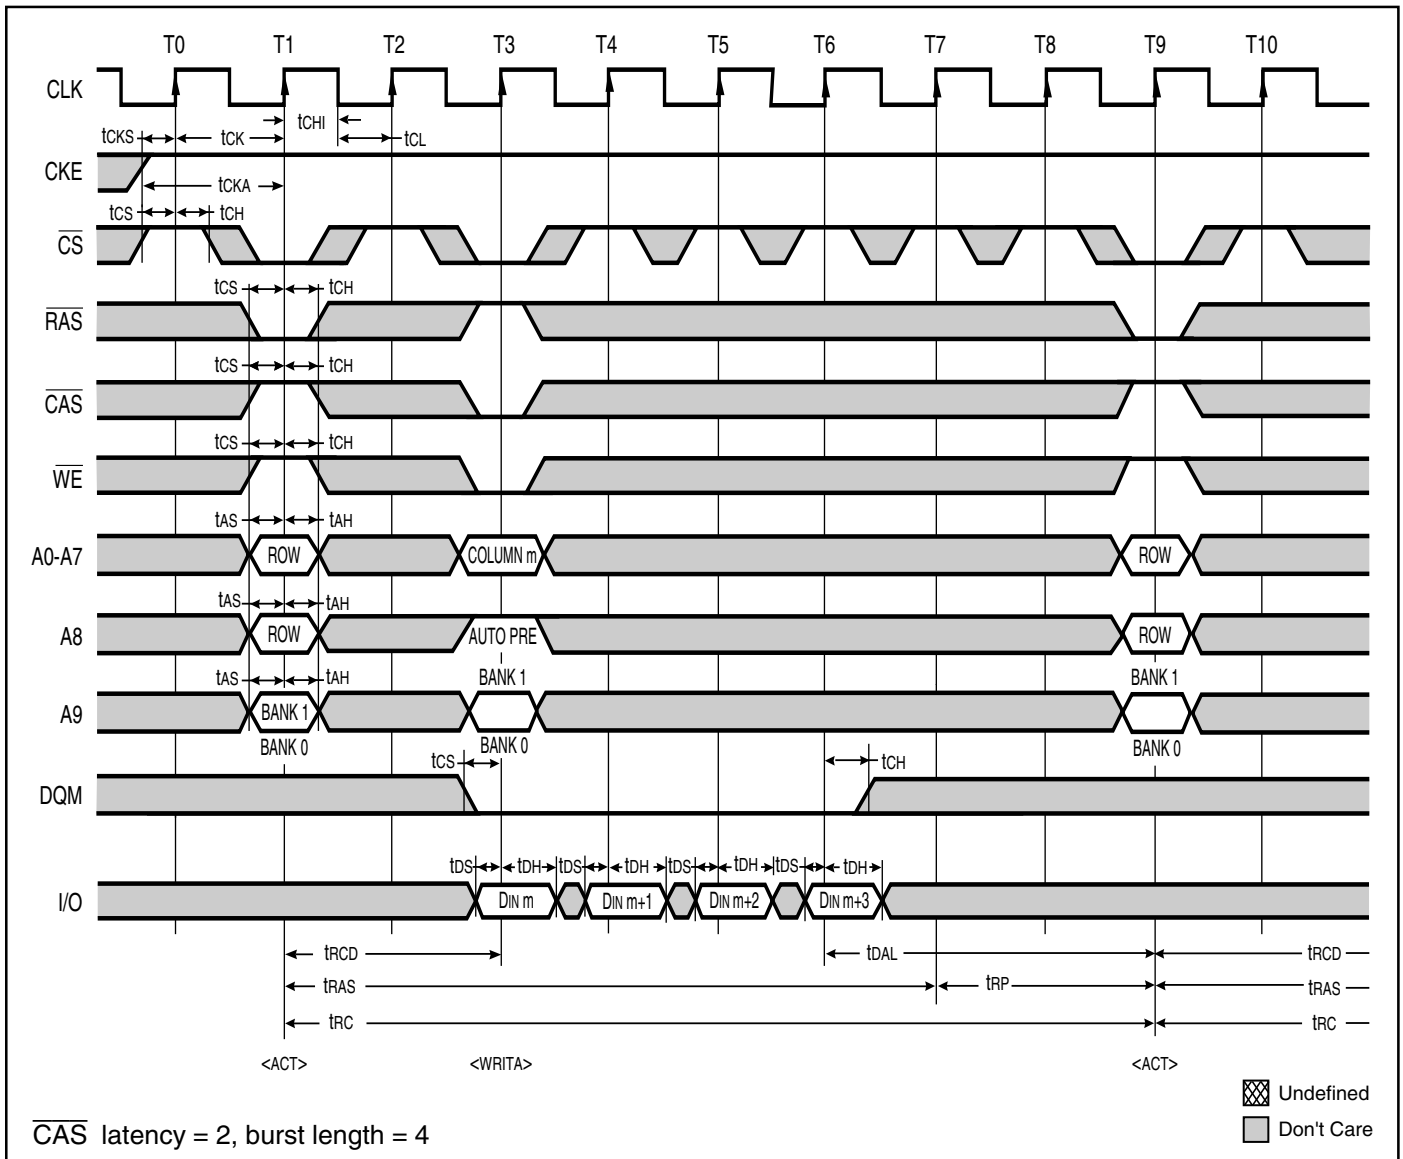 T0 T1 T2 T3 T4 T5 T6 T7 T8 T9 T10
CLK
tCHI
tCKS tCK tCL
CKE
tCKA
tCS tCH
CS
tCS tCH
RAS
tCS tCH
CAS
tCS tCH
WE
tAS tAH
A0-A7 ROW COLUMN m ROW
tAS tAH
A8 ROW AUTO PRE ROW
tAS tAH BANK 1 BANK 1
A9 BANK 1
BANK 0 BANK 0 BANK 0
tCS tCH
DQM
tDS tDH tDS tDH tDS tDH tDS tDH
I/O DIN m DIN m+1 DIN m+2 DIN m+3
tRCD tDAL tRCD
tRAS tRP tRAS
tRC tRC
<ACT> <WRITA> <ACT>
Undefined
Don't Care
CAS latency = 2, burst length = 4